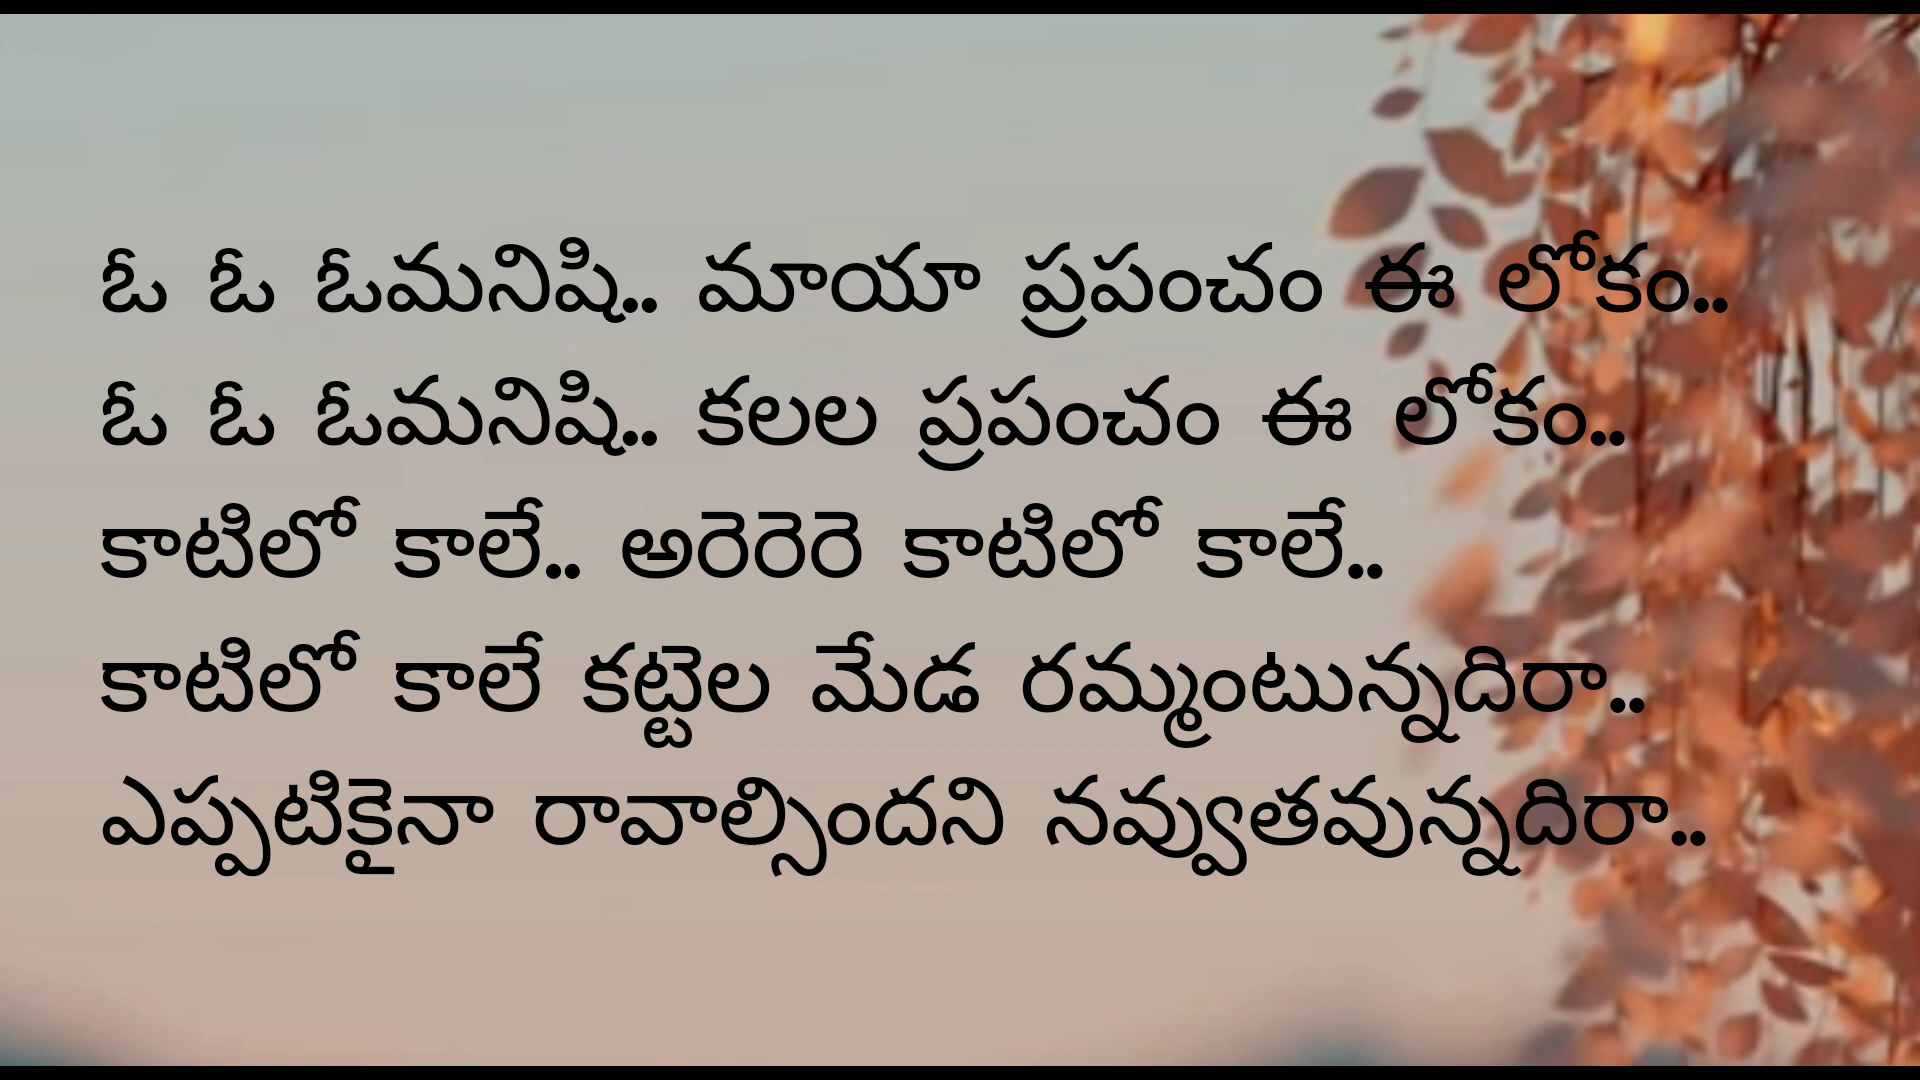 ఓ ఓ ఓమనిషి.. మాయా ప్రపంచం ఈ లోకం..
ఓ ఓ ఓమనిషి.. కలల ప్రపంచం ఈ లోకం..
కాటిలో కాలే.. అరెరెరె కాటిలో కాలే..
కాటిలో కాలే కట్టెల మేడ రమ్మంటున్నదిరా..
ఎప్పటికైనా రావాల్సిందని నవ్వుతవున్నదిరా..